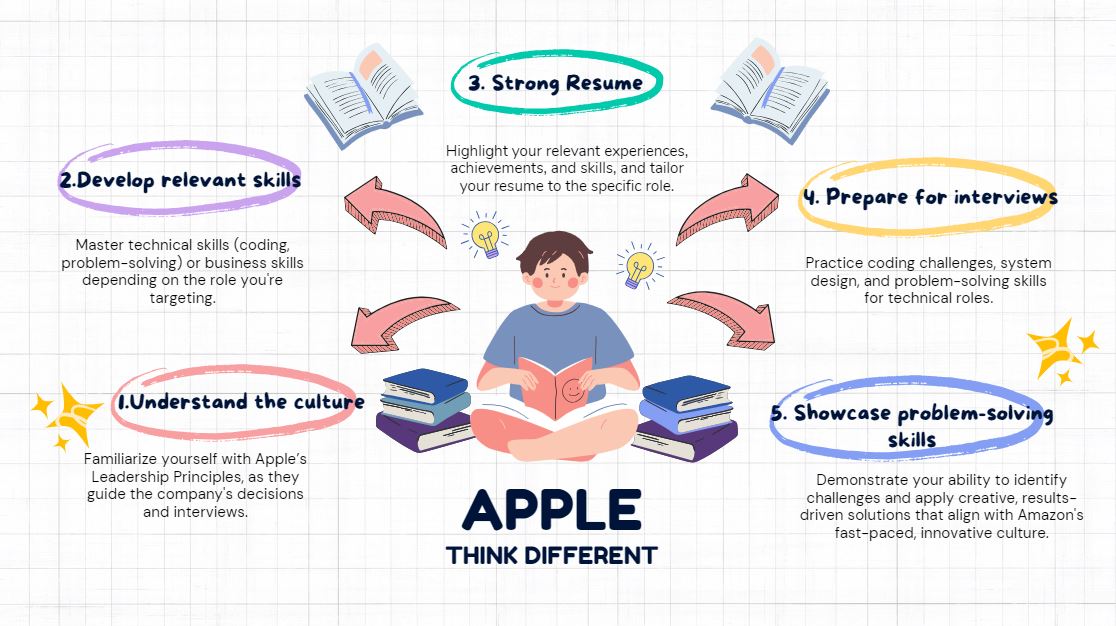 3. Strong Resume
Highlight your relevant experiences,
achievements, and skills, and tailor
your resume to the specific role.
2.Develop relevant skills
Master technical skills (coding,
problem-solving) or business skills
depending on the role you're
targeting.
4. Prepare for interviews
Practice coding challenges, system
design, and problem-solving skills
for technical roles.
1.Understand the culture
Familiarize yourself with Apple's
Leadership Principles, as they
guide the company's decisions
and interviews.
5. Showcase problem-solving
skills
Demonstrate your ability to identify
challenges and apply creative, results-
driven solutions that align with Amazon's
fast-paced, innovative culture.
APPLE
THINK DIFFERENT